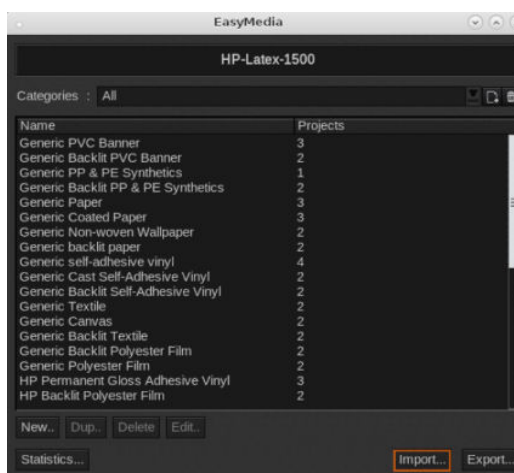 EasyMedia
HP-Latex-1500
Categories : All
Name Projects
Generic PVC Banner 3
Generic Backlit PVC Banner 2
Generic PP & PE Synthetics 1
Generic Backlit PP & PE Synthetics 2
Generic Paper 3
Generic Coated Paper 3
Generic Non-woven Wallpaper 2
Generic backlit paper 2
Generic self-adhesive vinyl 4
Generic Cast Self-Adhesive Vinyl 2
Generic Backlit Self-Adhesive Vinyl 2
Generic Textile 2
Generic Canvas 2
Generic Backlit Textile 2
Generic Backlit Polyester Film 2
Generic Polyester Film 2
HP Permanent Gloss Adhesive Vinyl 3
HP Backlit Polyester Film 2
New.. Dup.. Delete Edit..
Statistics... Import... Export...